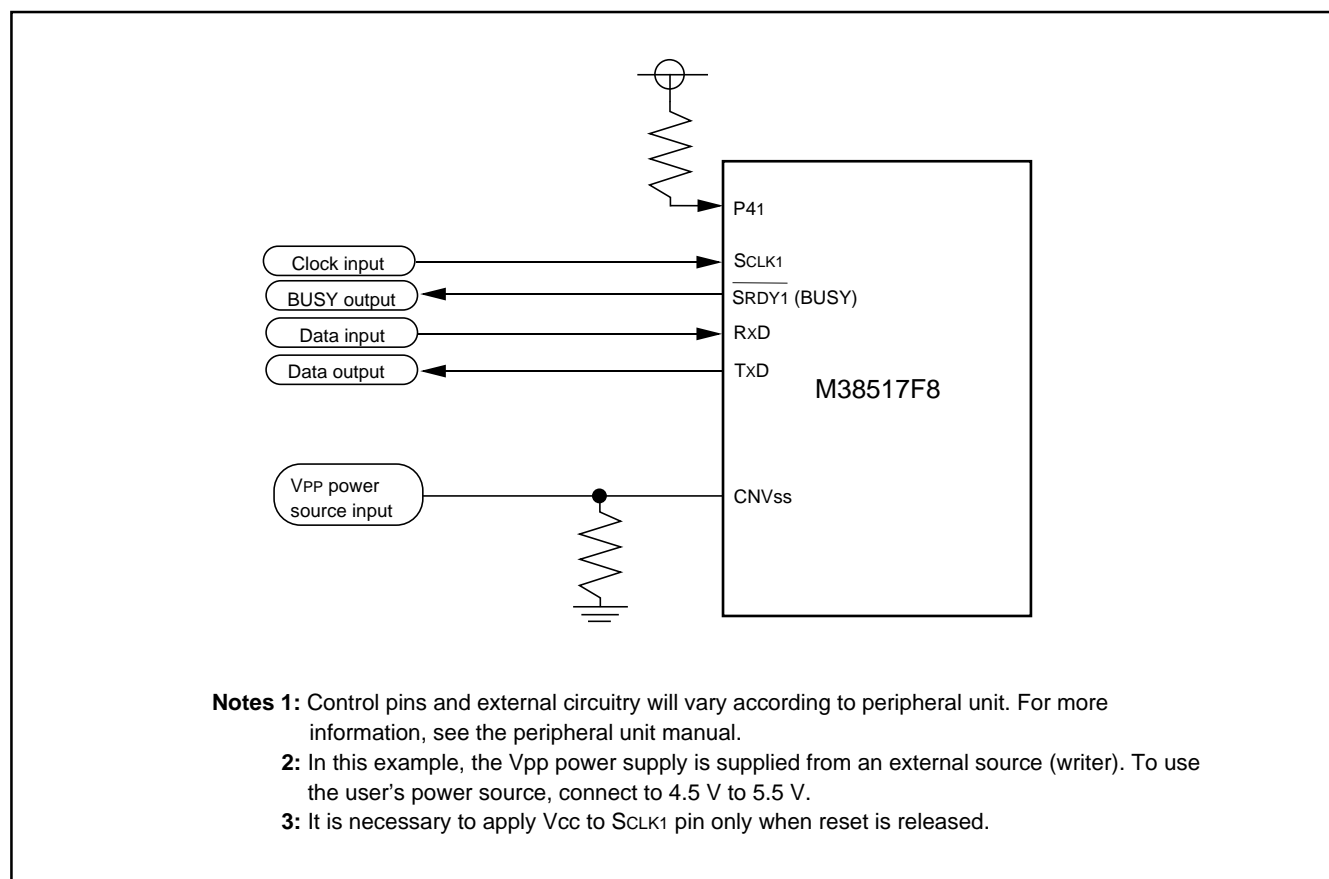 P41
Clock input
SCLK1
BUSY output
SRDY1 (BUSY)
Data input
RXD
Data output
TXD
M38517F8
VPP power
source input
CNVss
Notes 1: Control pins and external circuitry will vary according to peripheral unit. For more
information, see the peripheral unit manual.
2: In this example, the Vpp power supply is supplied from an external source (writer). To use
the user's power source, connect to 4.5 V to 5.5 V.
3: It is necessary to apply Vcc to SCLK1 pin only when reset is released.